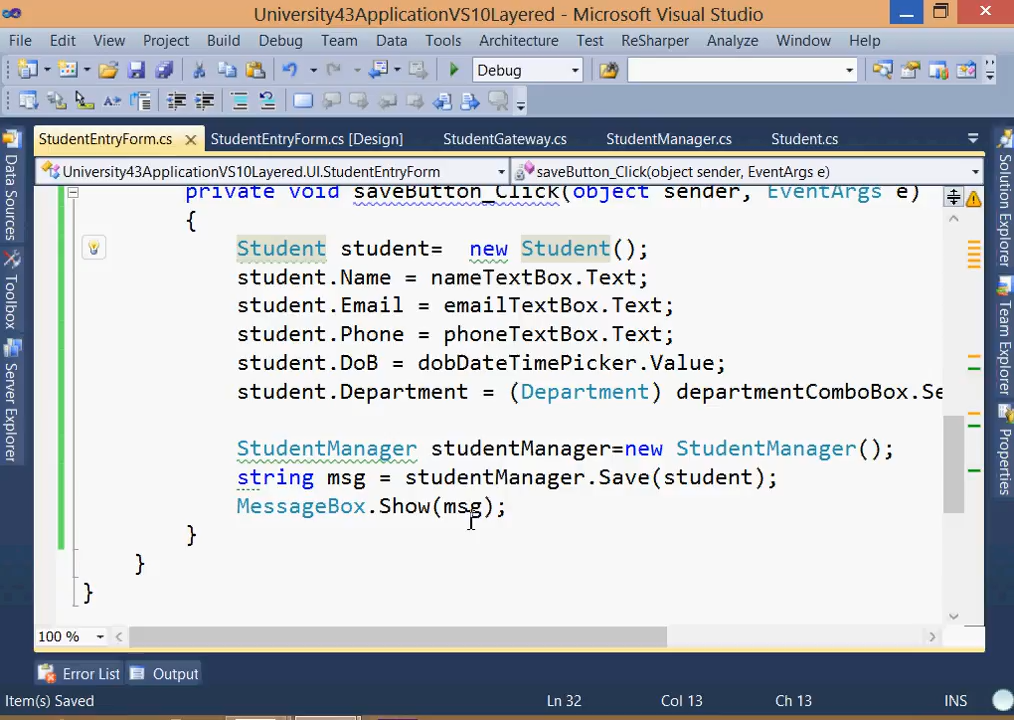 University43ApplicationVS10Layered - Microsoft Visual Studio
File Edit View Project Build Debug Team Data Tools Architecture Test ReSharper Analyze Window Help
Debug
StudentEntryForm.cs StudentEntryForm.cs [Design] StudentGateway.cs StudentManager.cs Student.cs
University43ApplicationVS10Layered.UI.StudentEntryForm saveButton_Click(object sender, EventArgs e)
private void saveButton_Click(object sender, EventArgs e)
{
Student student=  new Student();
student.Name = nameTextBox.Text;
student.Email = emailTextBox.Text;
student.Phone = phoneTextBox.Text;
student.DoB = dobDateTimePicker.Value;
student.Department = (Department) departmentComboBox.Se
StudentManager studentManager=new StudentManager();
string msg = studentManager.Save(student);
MessageBox.Show(msg);
}
}
}
100 %
Error List Output
Item(s) Saved Ln 32 Col 13 Ch 13 INS
Data Sources
Toolbox
Server Explorer
Solution Explorer
Team Explorer
Properties